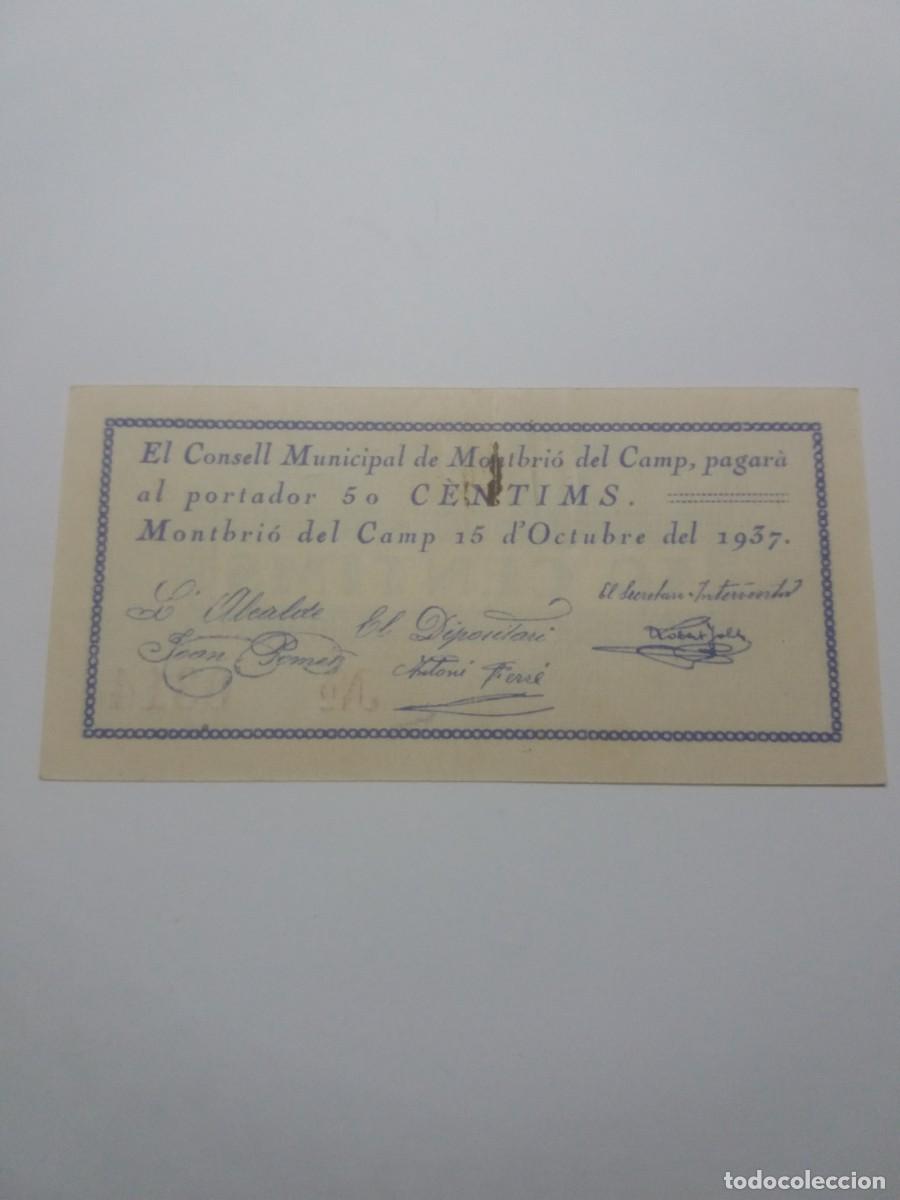 El Consell Municipal de Montbrió del Camp, pagarà
al portador 50 CÈNTIMS.
Montbrió del Camp 15 d'Octubre del 1937.
L' Alcalde
El Dipositari
El Secretari-Interventor
Joan
Antoni Ferré
Robert
Nº
todocoleccion